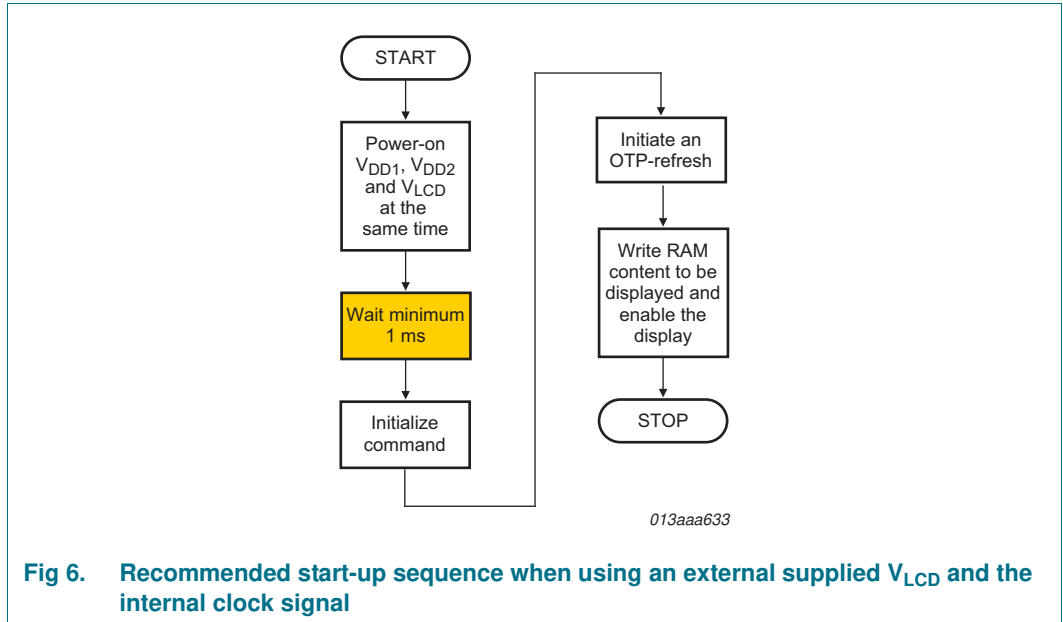 START
Power-on
VDD1, VDD2
and VLCD
at the
same time
Wait minimum
1 ms
Initialize
command
Initiate an
OTP-refresh
Write RAM
content to be
displayed and
enable the
display
STOP
013aaa633
Fig 6. Recommended start-up sequence when using an external supplied VLCD and the
internal clock signal